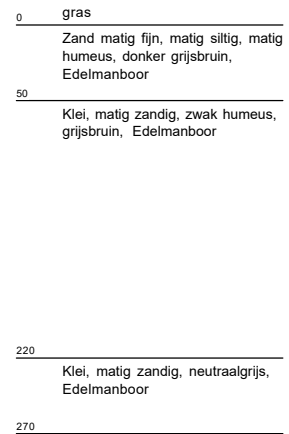 gras
0
Zand matig fijn, matig siltig, matig
humeus, donker grijsbruin,
Edelmanboor
50
Klei, matig zandig, zwak humeus,
grijsbruin, Edelmanboor
220
Klei, matig zandig, neutraalgrijs,
Edelmanboor
270